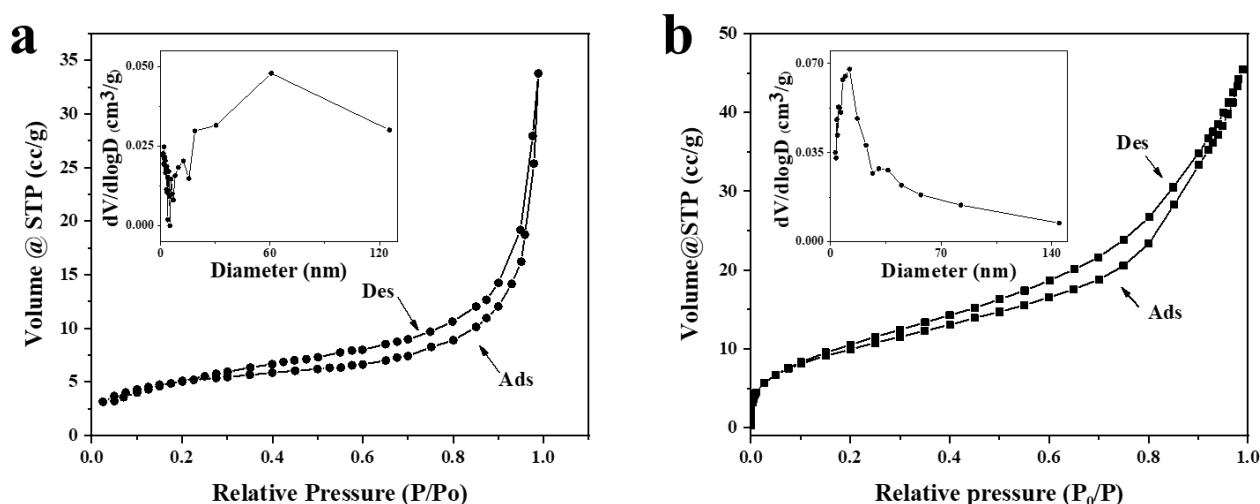 a
Volume @ STP (cc/g)
35
30
25
20
15
10
5
0
0.0
0.2
0.4
0.6
0.8
1.0
Relative Pressure (P/Po)
dV/dlogD (cm3/g)
0.050
0.025
0.000
0
60
120
Diameter (nm)
Des
Ads
b
Volume@STP (cc/g)
50
40
30
20
10
0
0.0
0.2
0.4
0.6
0.8
1.0
Relative pressure (P0/P)
dV/dlogD (cm3/g)
0.070
0.035
0.000
0
70
140
Diameter (nm)
Des
Ads